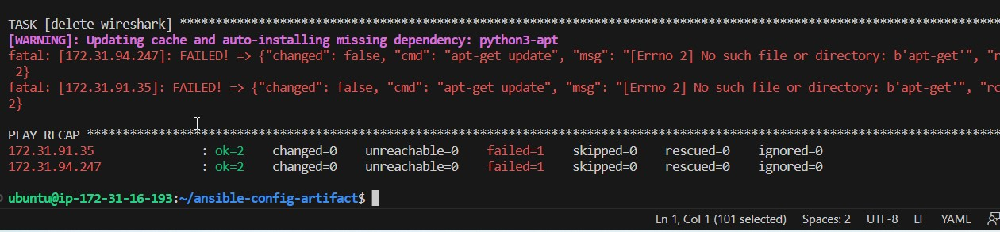 TASK [delete wireshark] ****************************************************************************************************************
[WARNING]: Updating cache and auto-installing missing dependency: python3-apt
fatal: [172.31.94.247]: FAILED! => {"changed": false, "cmd": "apt-get update", "msg": "[Errno 2] No such file or directory: b'apt-get'", "r
2}
fatal: [172.31.91.35]: FAILED! => {"changed": false, "cmd": "apt-get update", "msg": "[Errno 2] No such file or directory: b'apt-get'", "rc
2}
PLAY RECAP *****************************************************************************************************************************
172.31.91.35 : ok=2 changed=0 unreachable=0 failed=1 skipped=0 rescued=0 ignored=0
172.31.94.247 : ok=2 changed=0 unreachable=0 failed=1 skipped=0 rescued=0 ignored=0
ubuntu@ip-172-31-16-193:~/ansible-config-artifact$
Ln 1, Col 1 (101 selected) Spaces: 2 UTF-8 LF YAML